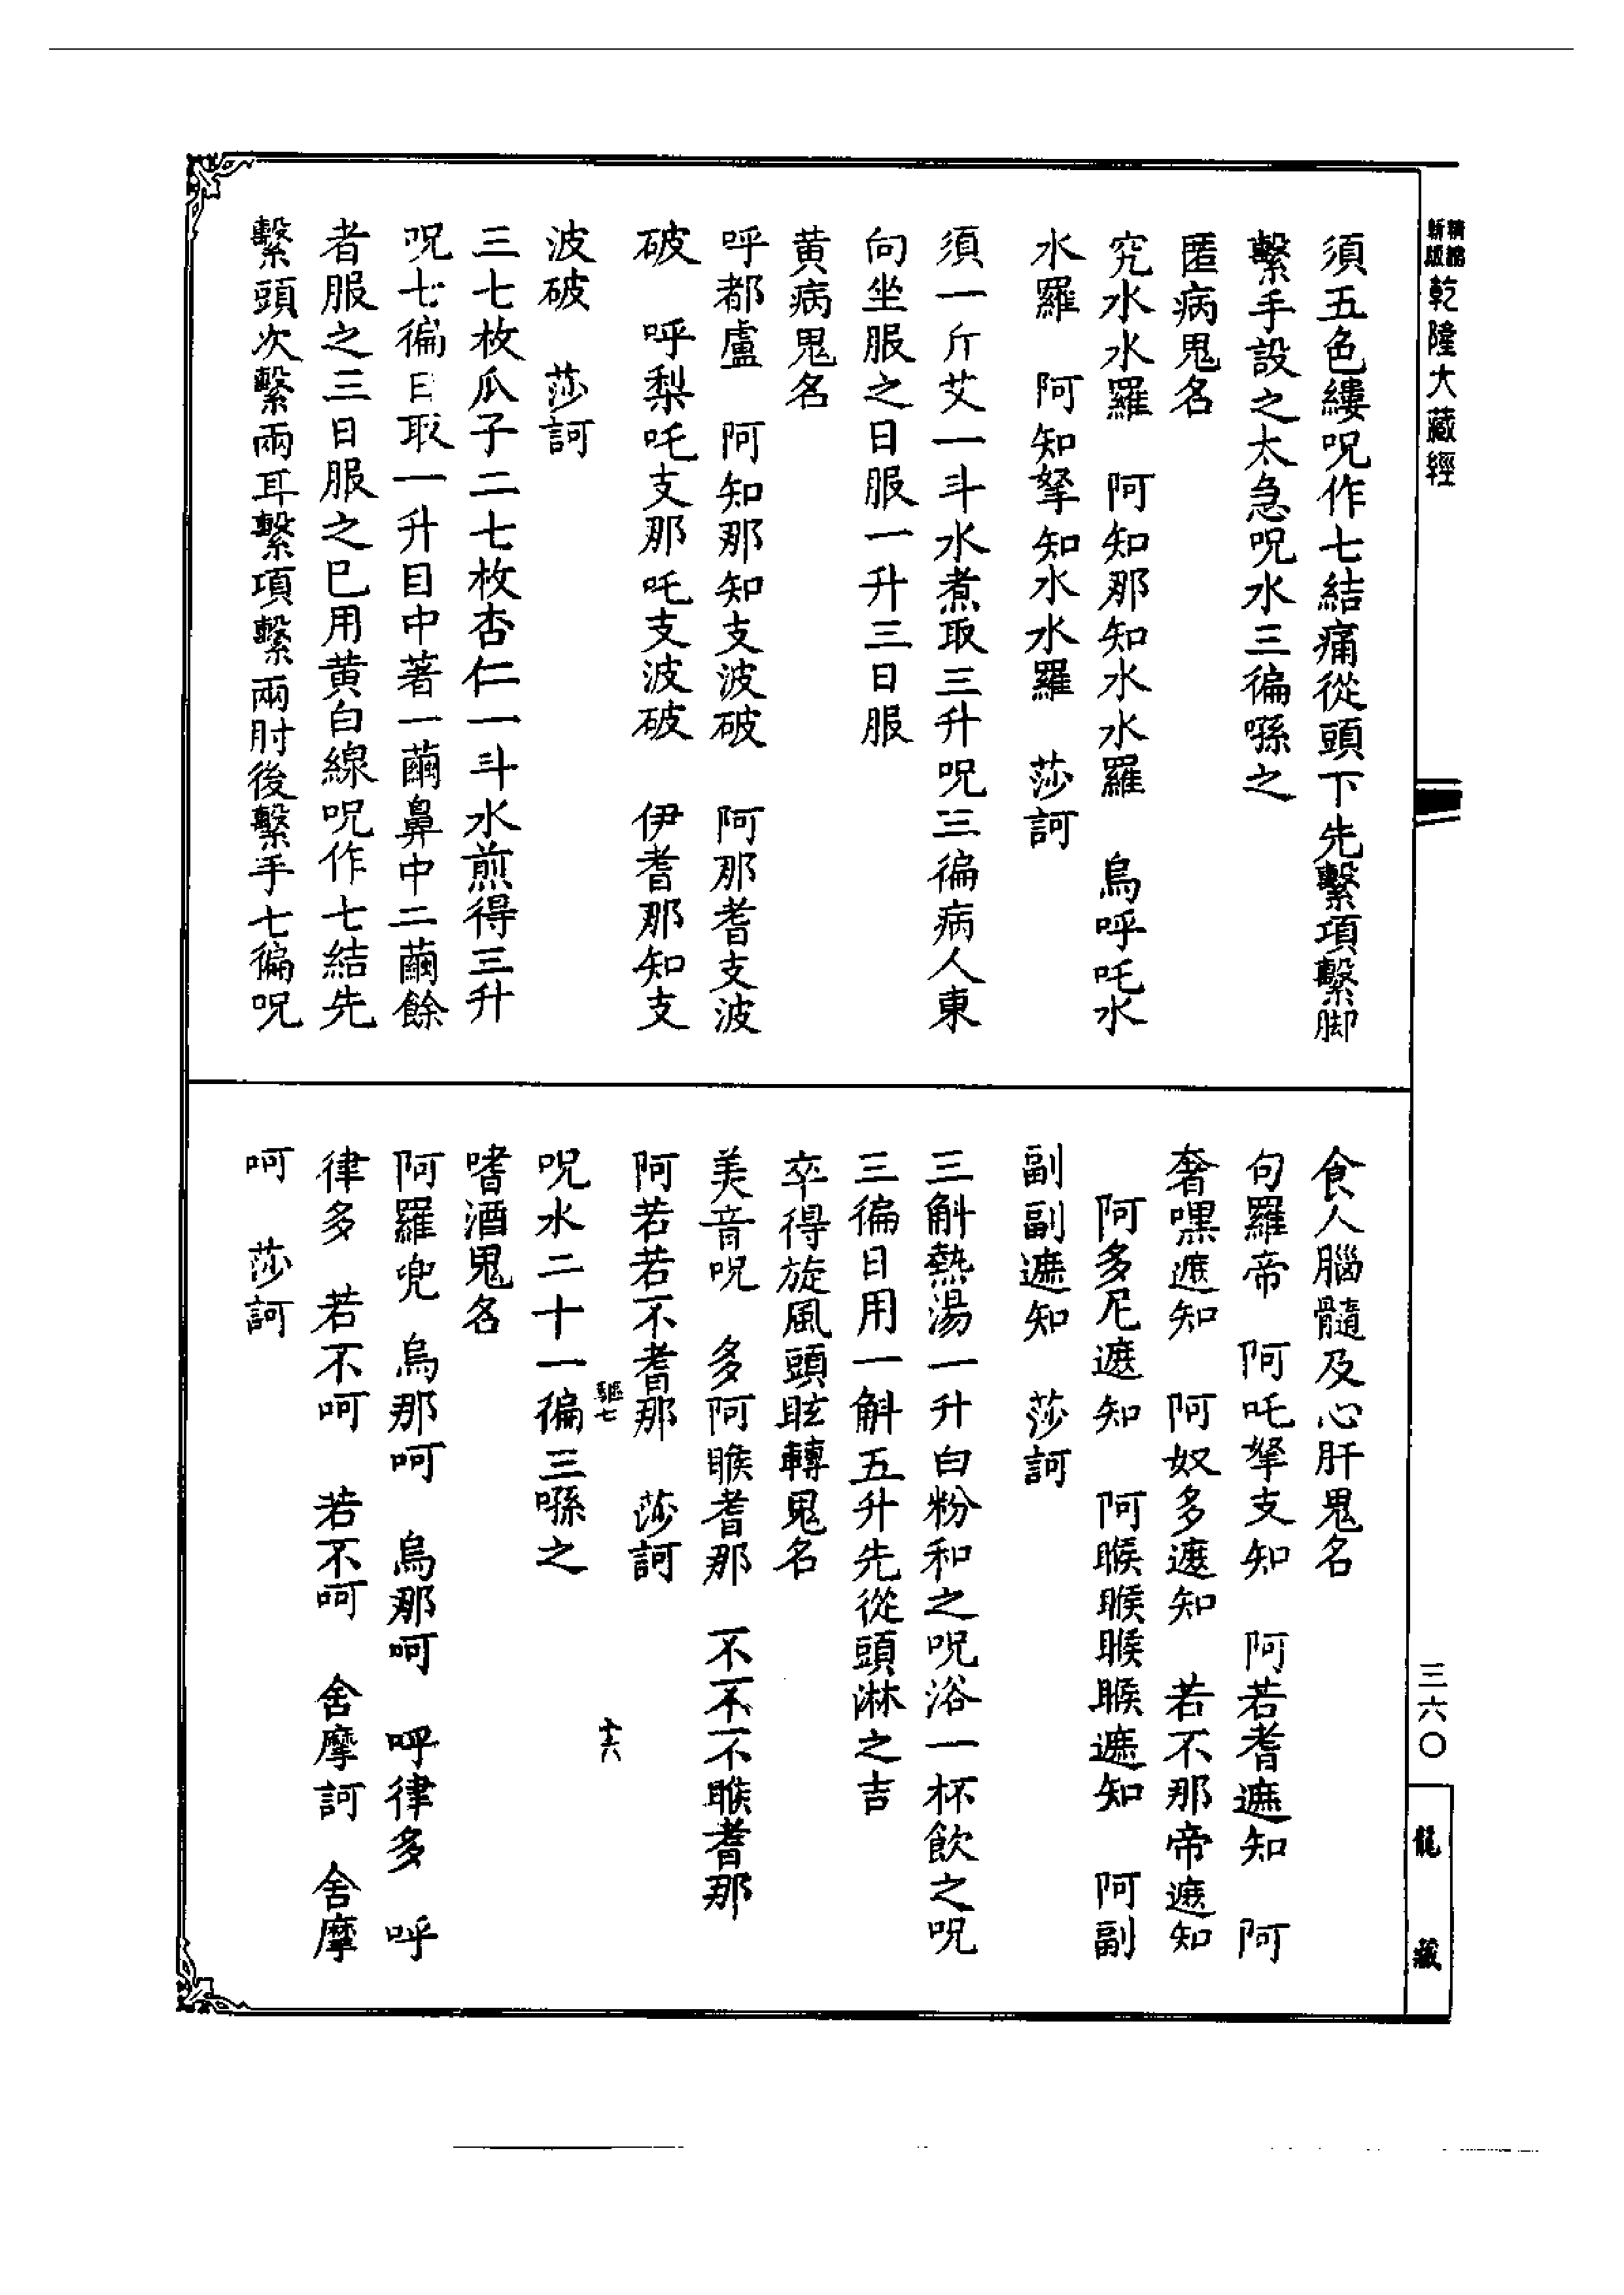 精縮
新版
乾隆大藏經
須五色縷呪作七結痛從頭下先繫項繫脚
繫手設之太急呪水三徧噀之
匿病鬼名
究水水羅　阿知那知水水羅　烏呼吒水
水羅　阿知拏知水水羅　莎訶
須一斤艾一斗水煮取三升呪三徧病人東
向坐服之日服一升三日服
黄病鬼名
呼都盧　阿知那知支波破　阿那耆支波
破　呼梨吒支那吒支波破　伊耆那知支
波破　莎訶
三七枚瓜子二七枚杏仁一斗水煎得三升
呪七徧日取一升目中著一繭鼻中二繭餘
者服之三日服之巳用黄白線呪作七結先
繫頭次繫兩耳繫項繫兩肘後繫手七徧呪
食人腦髓及心肝鬼名
句羅帝　阿吒拏支知　阿若耆遮知　阿
奢嘿遮知　阿奴多遮知　若不那帝遮知
阿多尼遮知　阿睺睺睺睺遮知　阿副
副副遮知　莎訶
三斛熱湯一升白粉和之呪浴一杯飲之呪
三徧日用一斛五升先從頭淋之吉
卒得旋風頭眩轉鬼名
美音呪　多阿睺耆那　不不不睺耆那
阿若若不耆那　莎訶
驅七
十六
呪水二十一徧三噀之
嗜酒鬼名
阿羅兜　烏那呵　烏那呵　呼律多　呼
律多　若不呵　若不呵　舍摩訶　舍摩
呵　莎訶
三六〇
龍藏